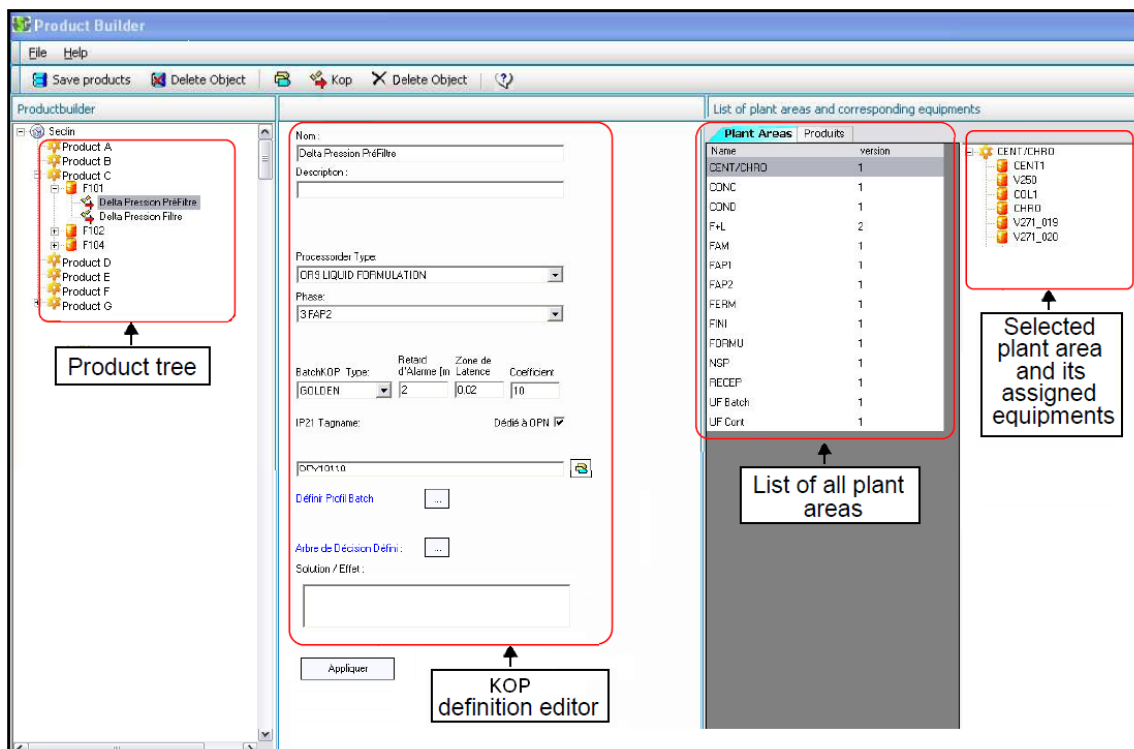 Product Builder
File Help
Save products Delete Object Kop Delete Object
Productbuilder
Seclin
Product A
Product B
Product C
F101
Delta Pression PréFiltre
Delta Pression Filtre
F102
F104
Product D
Product E
Product F
Product G
Product tree
Nom :
Delta Pression PréFiltre
Description :
Processorder Type:
ORS LIQUID FORMULATION
Phase:
3 FAP2
BatchKOP Type: Retard d'Alarme [m Zone de Latence Coefficient
GOLDEN 2 0.02 10
IP21 Tagname: Dédié à OPN
Définir Profil Batch ...
Arbre de Décision Défini : ...
Solution / Effet :
Appliquer
KOP
definition editor
List of plant areas and corresponding equipments
Plant Areas Produits
Name version
CENT/CHRO 1
CONC 1
COND 1
F+L 2
FAM 1
FAP1 1
FAP2 1
FERM 1
FINI 1
FORMU 1
NSP 1
RECEP 1
UF Batch 1
UF Cont 1
List of all plant
areas
CENT/CHRO
CENT1
V250
COL1
CHRO
V271_019
V271_020
Selected
plant area
and its
assigned
equipments